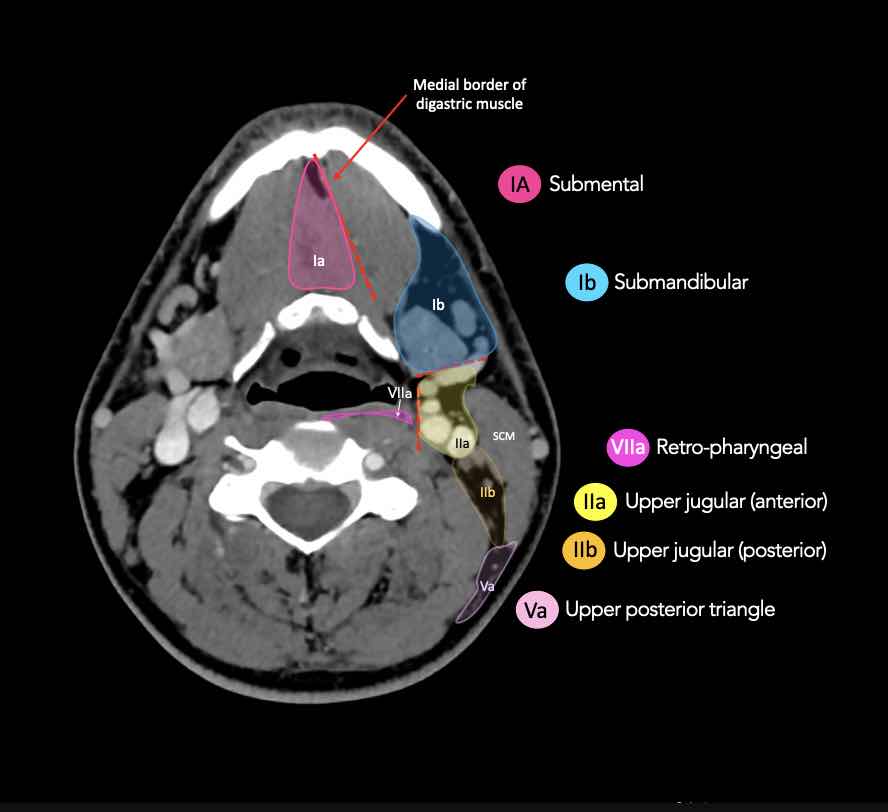 Medial border of
digastric muscle
IA Submental
Ia
Ib Submandibular
Ib
VIIa
SCM
IIa
VIIa Retro-pharyngeal
IIb
IIa Upper jugular (anterior)
IIb Upper jugular (posterior)
Va
Va Upper posterior triangle